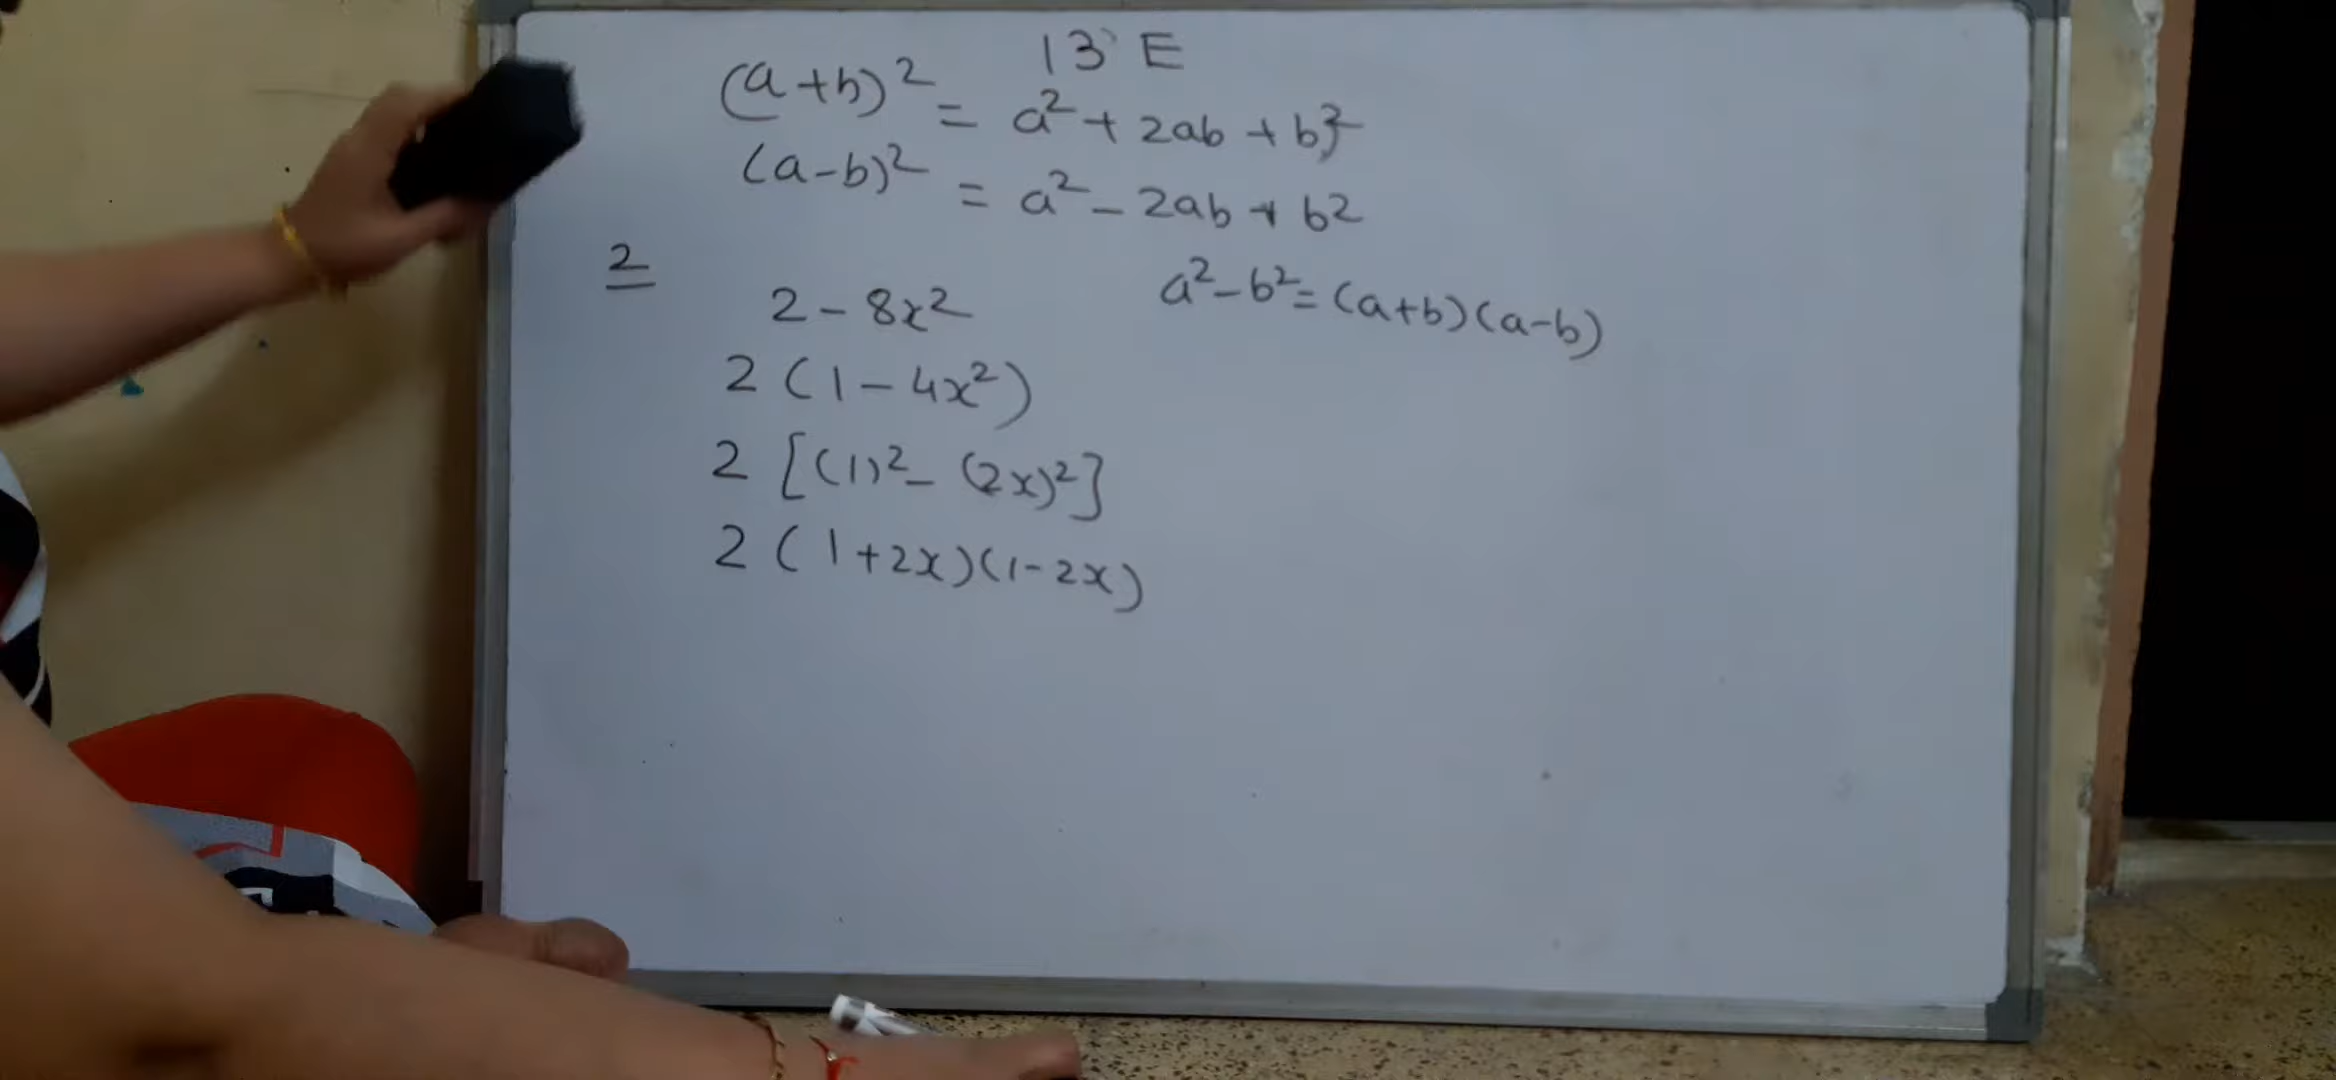 13 E
(a+b)² = a² + 2ab + b²
(a-b)² = a² - 2ab + b²
2
2 - 8x²
a² - b² = (a+b)(a-b)
2 (1 - 4x²)
2 [(1)² - (2x)²]
2 (1+2x)(1-2x)